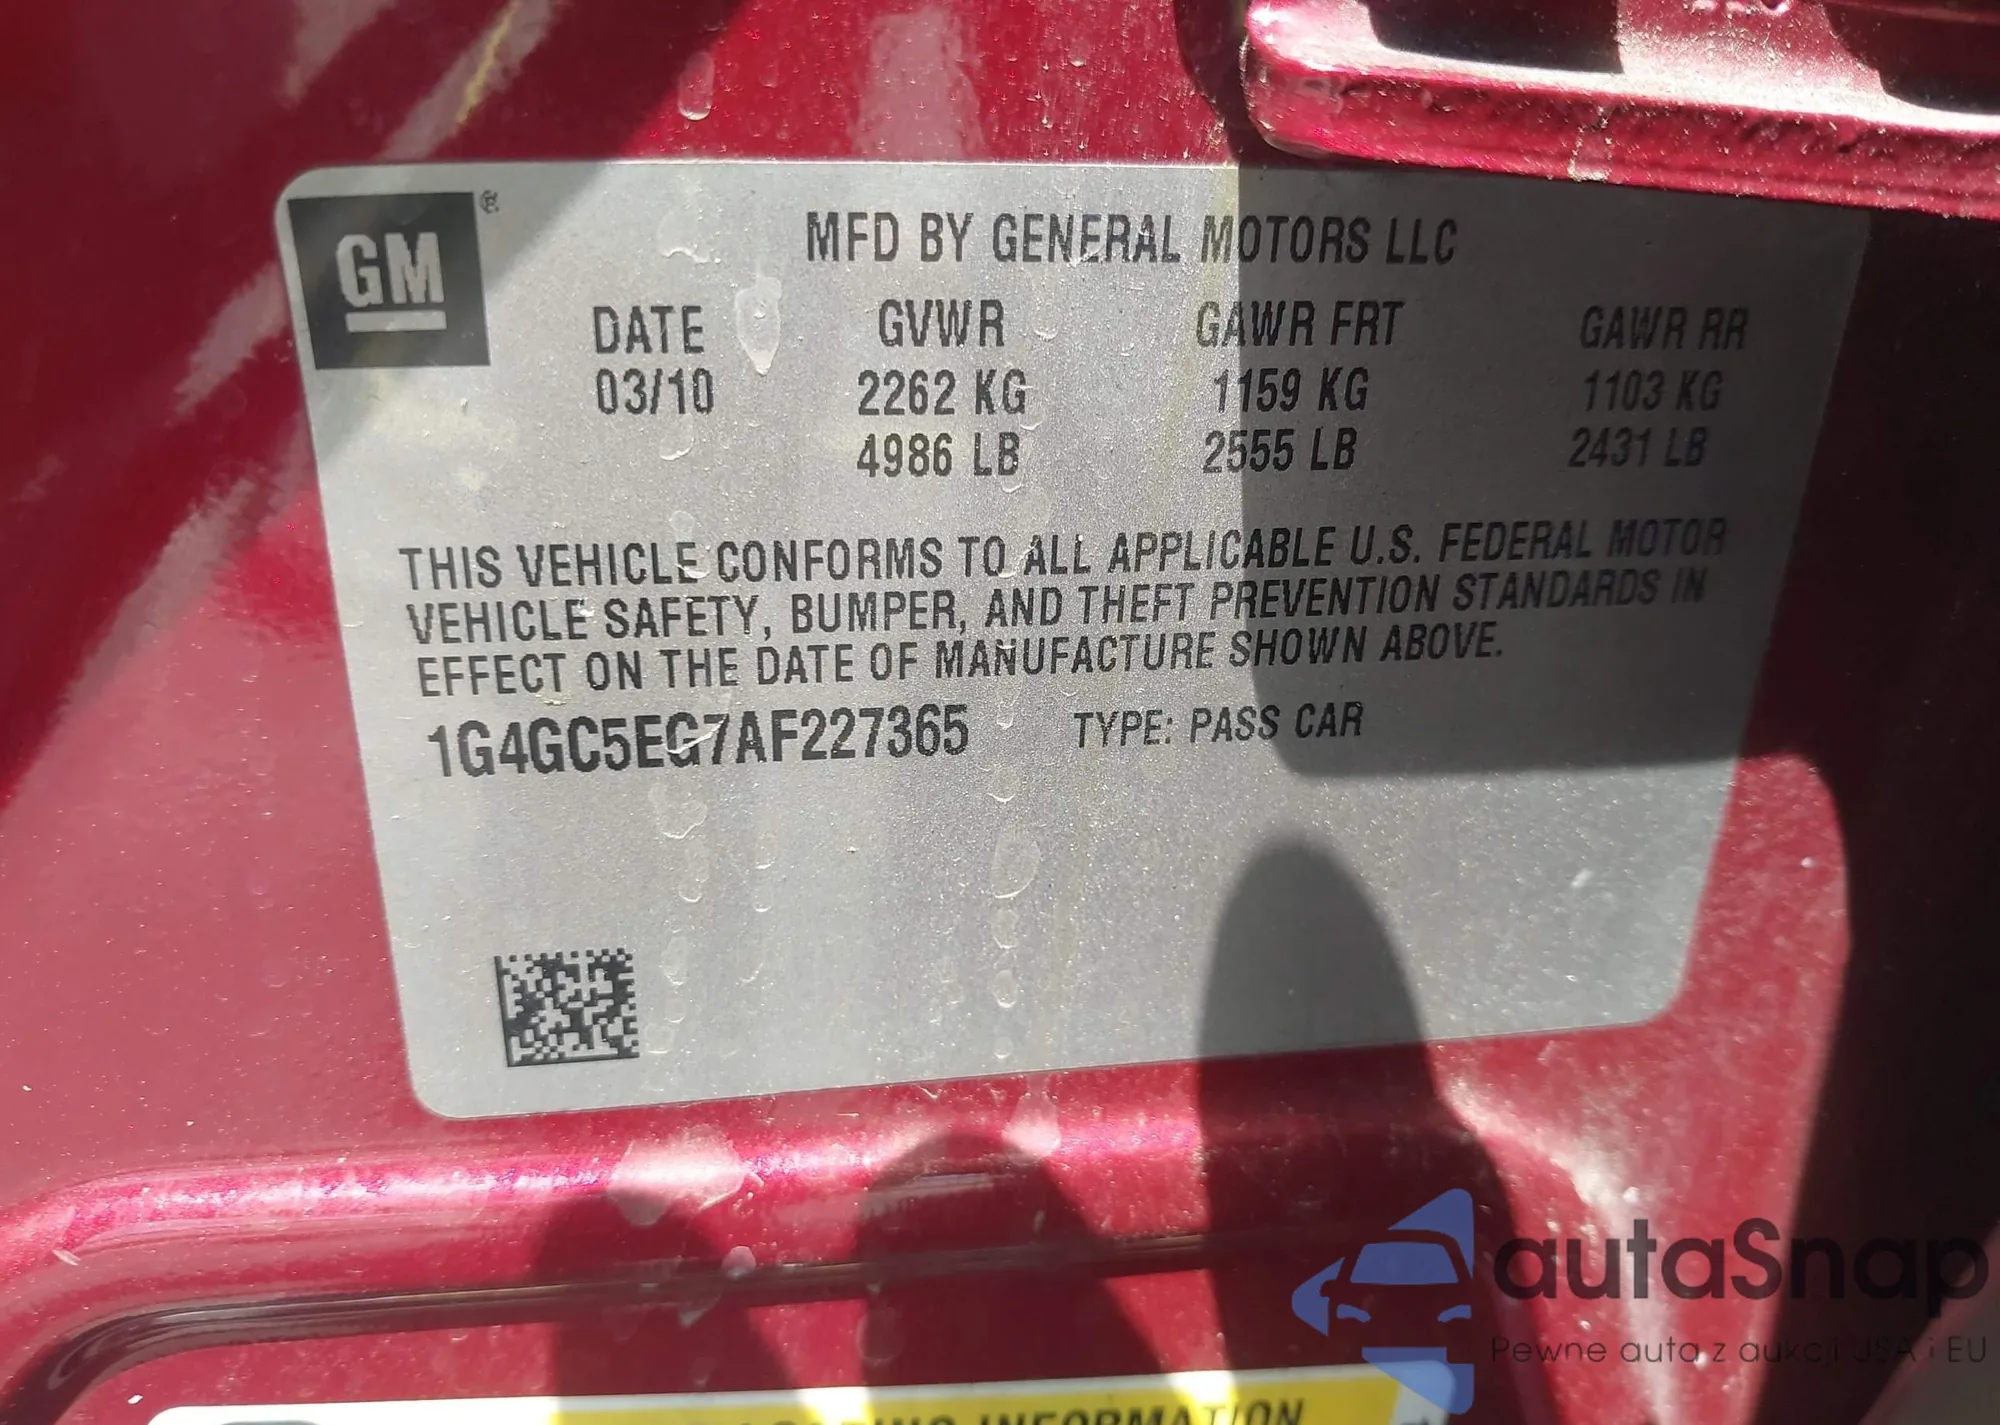 GM
MFD BY GENERAL MOTORS LLC
DATE GVWR GAWR FRT GAWR RR
03/10 2262 KG 1159 KG 1103 KG
4986 LB 2555 LB 2431 LB
THIS VEHICLE CONFORMS TO ALL APPLICABLE U.S. FEDERAL MOTOR
VEHICLE SAFETY, BUMPER, AND THEFT PREVENTION STANDARDS IN
EFFECT ON THE DATE OF MANUFACTURE SHOWN ABOVE.
1G4GC5EG7AF227365 TYPE: PASS CAR
autaSnap
Pewne auta z aukcji USA i EU
LOADING INFORMATION